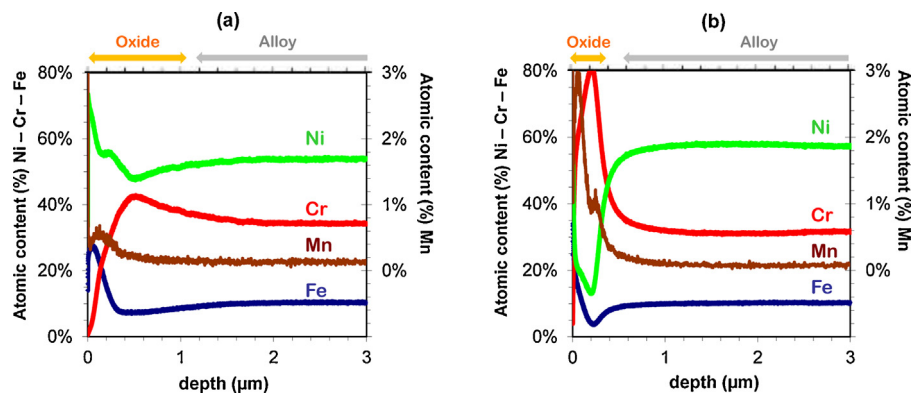 (a)
Oxide
Alloy
80%
60%
40%
20%
0%
Atomic content (%) Ni – Cr – Fe
3%
2%
1%
0%
Atomic content (%) Mn
Ni
Cr
Mn
Fe
0
1
2
3
depth (µm)
(b)
Oxide
Alloy
80%
60%
40%
20%
0%
Atomic content (%) Ni – Cr – Fe
3%
2%
1%
0%
Atomic content (%) Mn
Ni
Cr
Mn
Fe
0
1
2
3
depth (µm)